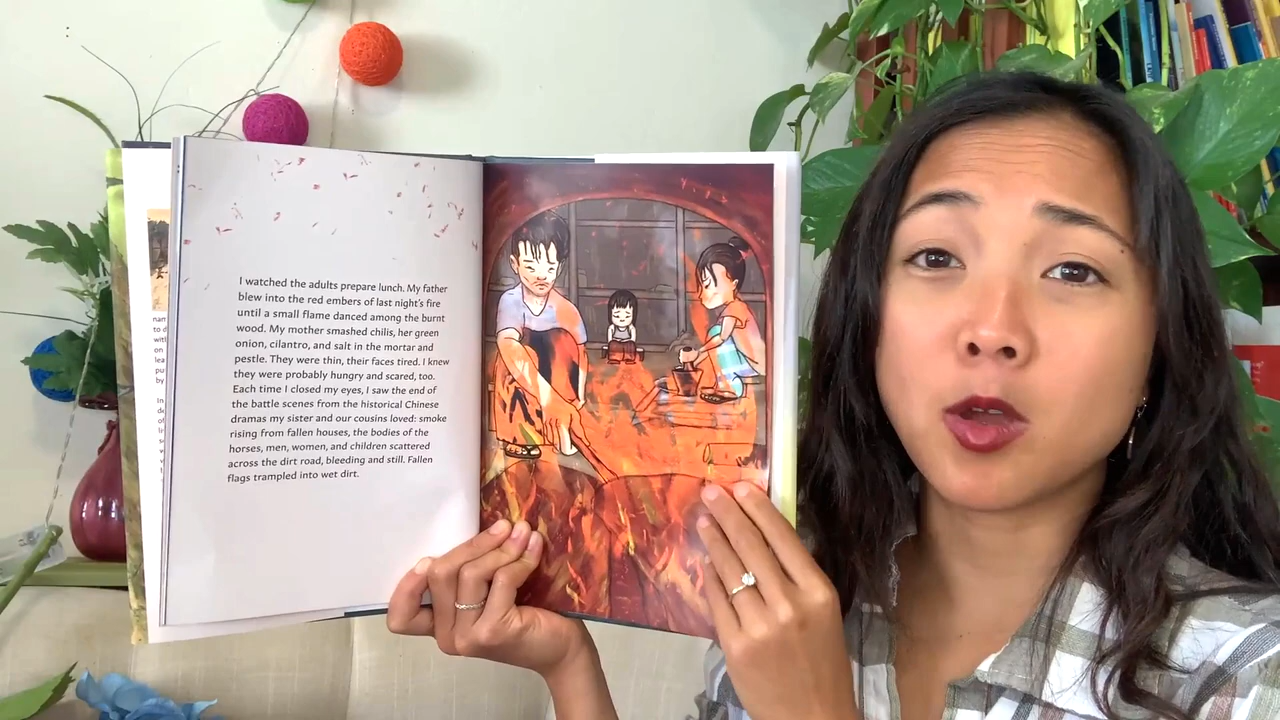 I watched the adults prepare lunch. My father
blew into the red embers of last night's fire
until a small flame danced among the burnt
wood. My mother smashed chilis, her green
onion, cilantro, and salt in the mortar and
pestle. They were thin, their faces tired. I knew
they were probably hungry and scared, too.
Each time I closed my eyes, I saw the end of
the battle scenes from the historical Chinese
dramas my sister and our cousins loved: smoke
rising from fallen houses, the bodies of the
horses, men, women, and children scattered
across the dirt road, bleeding and still. Fallen
flags trampled into wet dirt.